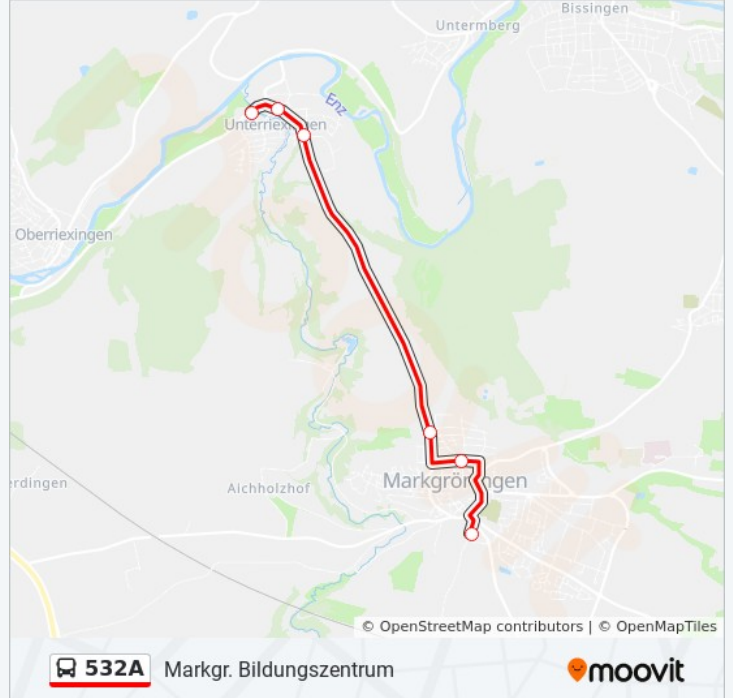 Bissingen
Untermberg
Enz
Unterriexingen
Oberriexingen
Markgröningen
erdingen
Aichholzhof
© OpenStreetMap contributors | © OpenMapTiles
532A Markgr. Bildungszentrum
moovit